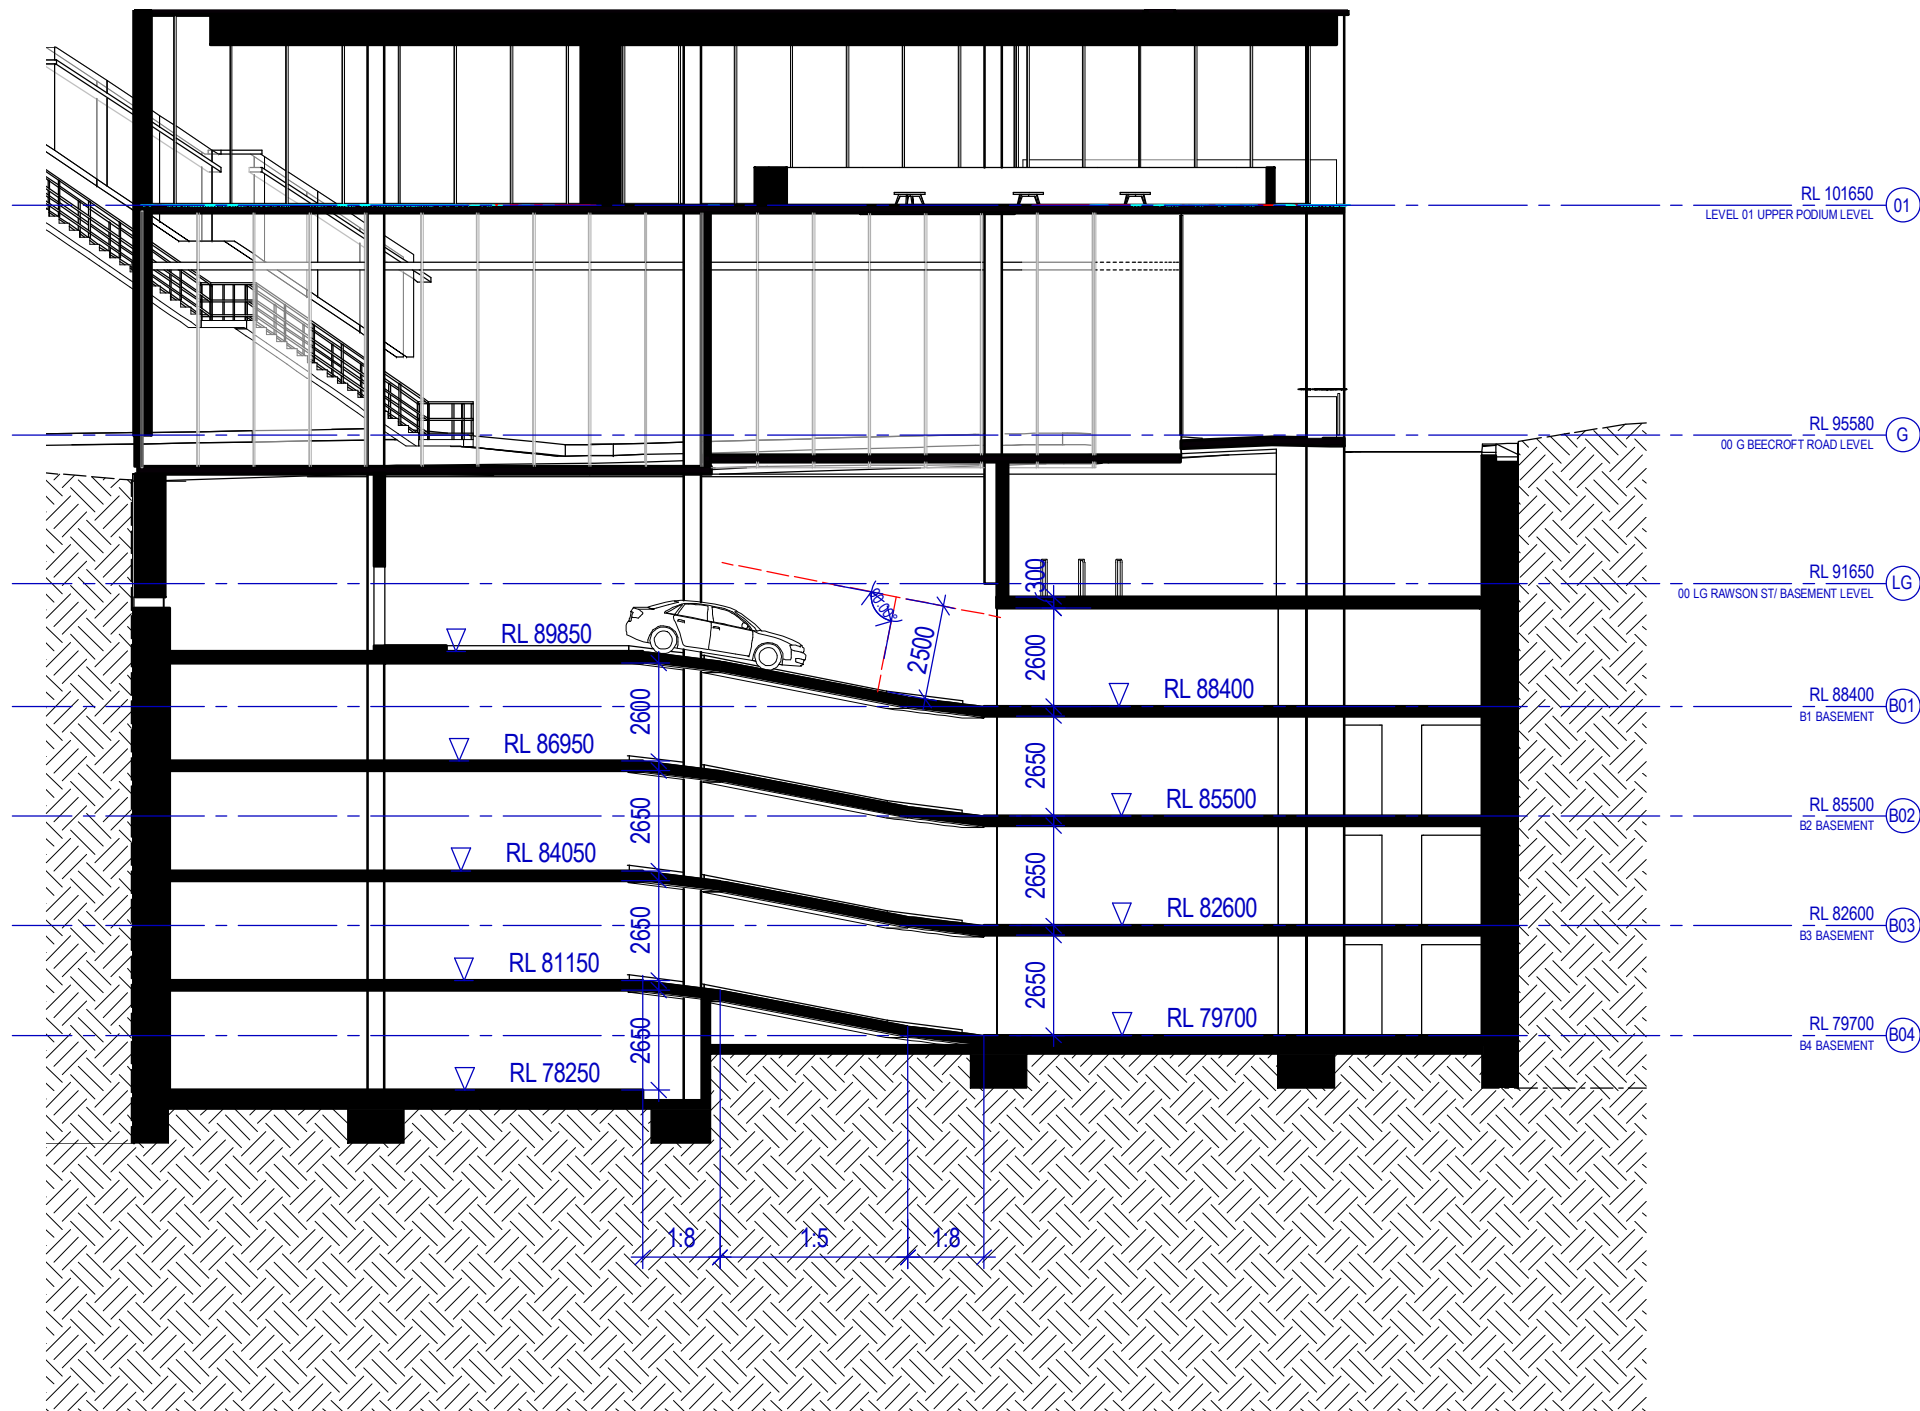 RL 101650
01
LEVEL 01 UPPER PODIUM LEVEL
RL 95580
G
00 G BEECROFT ROAD LEVEL
RL 91650
LG
00 LG RAWSON ST/ BASEMENT LEVEL
300
90.00°
2500
2600
RL 89850
RL 88400
RL 88400
B01
B1 BASEMENT
2600
RL 86950
2650
RL 85500
RL 85500
B02
B2 BASEMENT
2650
RL 84050
2650
RL 82600
RL 82600
B03
B3 BASEMENT
2650
RL 81150
2650
RL 79700
RL 79700
B04
B4 BASEMENT
2650
RL 78250
1:8
1:5
1:8